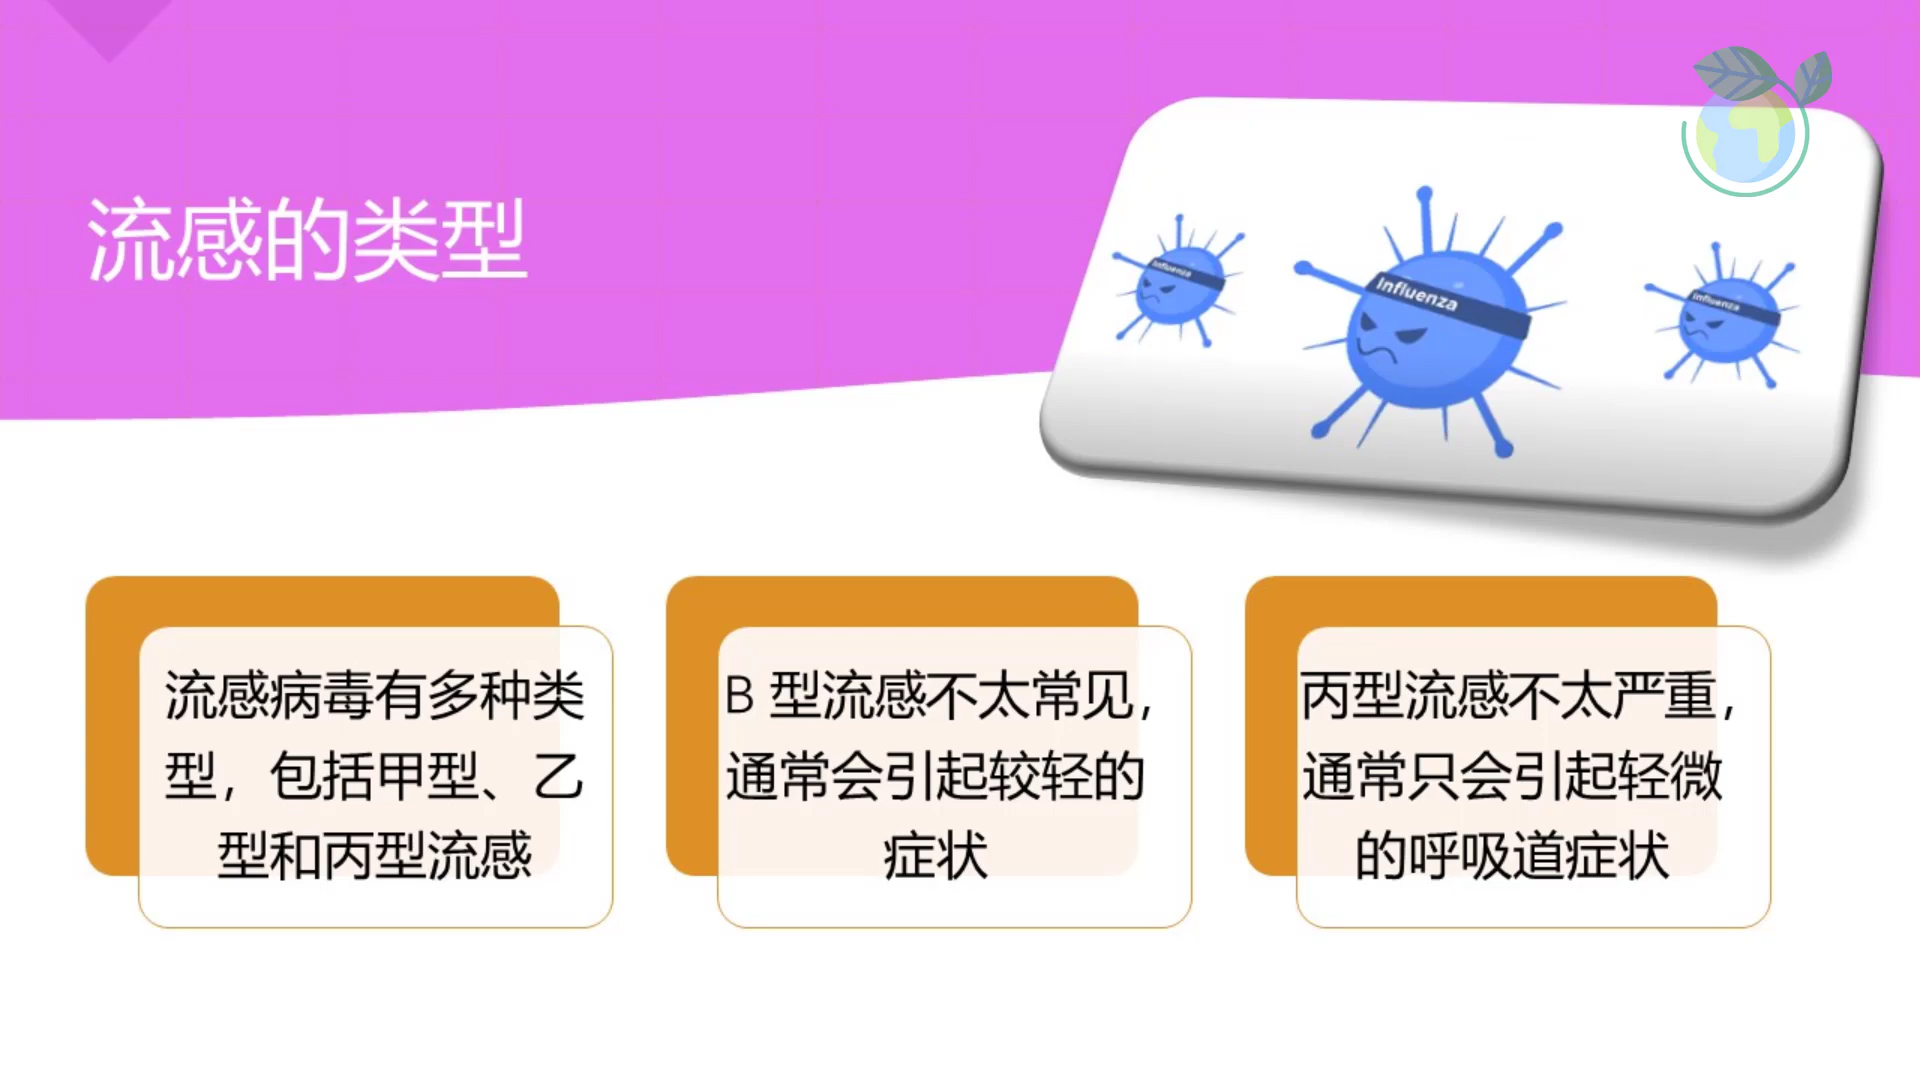 流感的类型
Influenza
Influenza
Influenza
流感病毒有多种类
型，包括甲型、乙
型和丙型流感
B 型流感不太常见，
通常会引起较轻的
症状
丙型流感不太严重，
通常只会引起轻微
的呼吸道症状